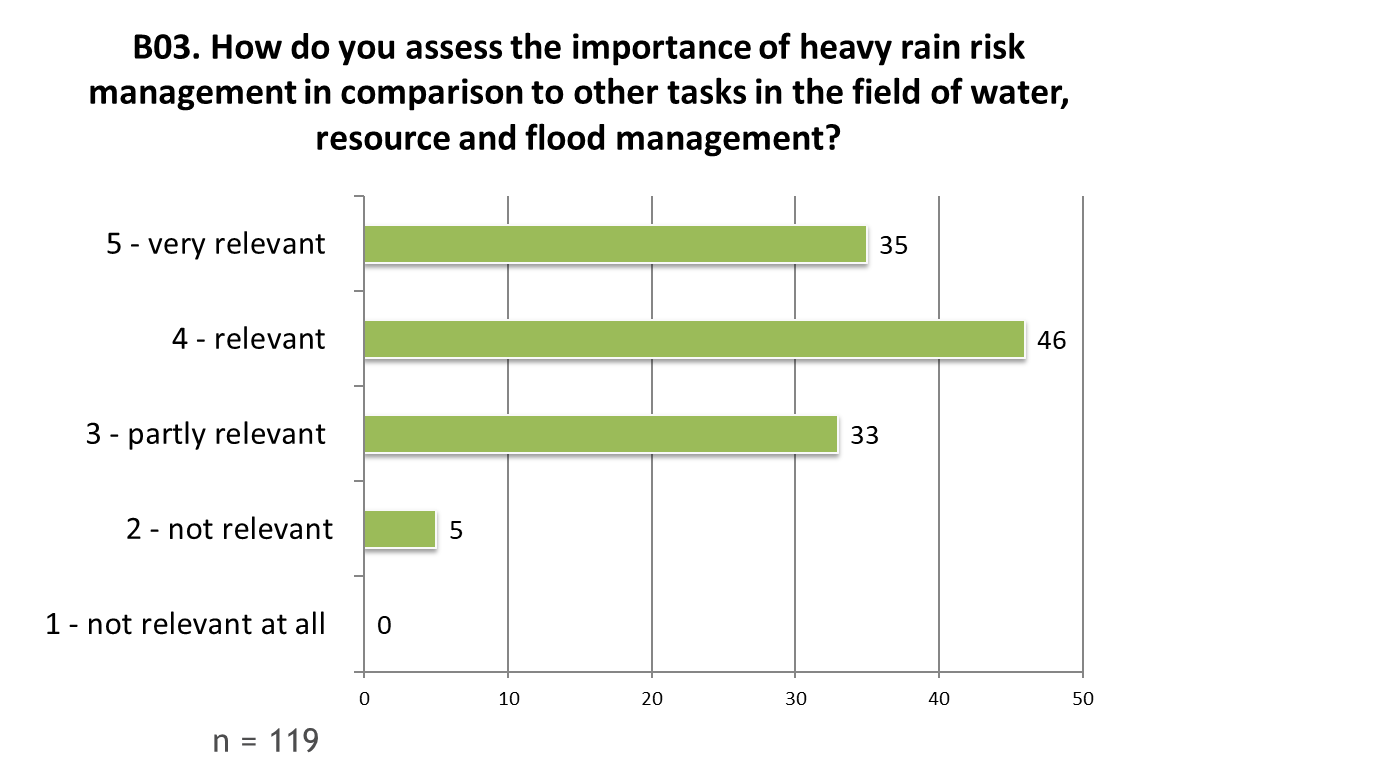 B03. How do you assess the importance of heavy rain risk
management in comparison to other tasks in the field of water,
resource and flood management?
5 - very relevant
35
4 - relevant
46
3 - partly relevant
33
2 - not relevant
5
1 - not relevant at all
0
0 10 20 30 40 50
n = 119